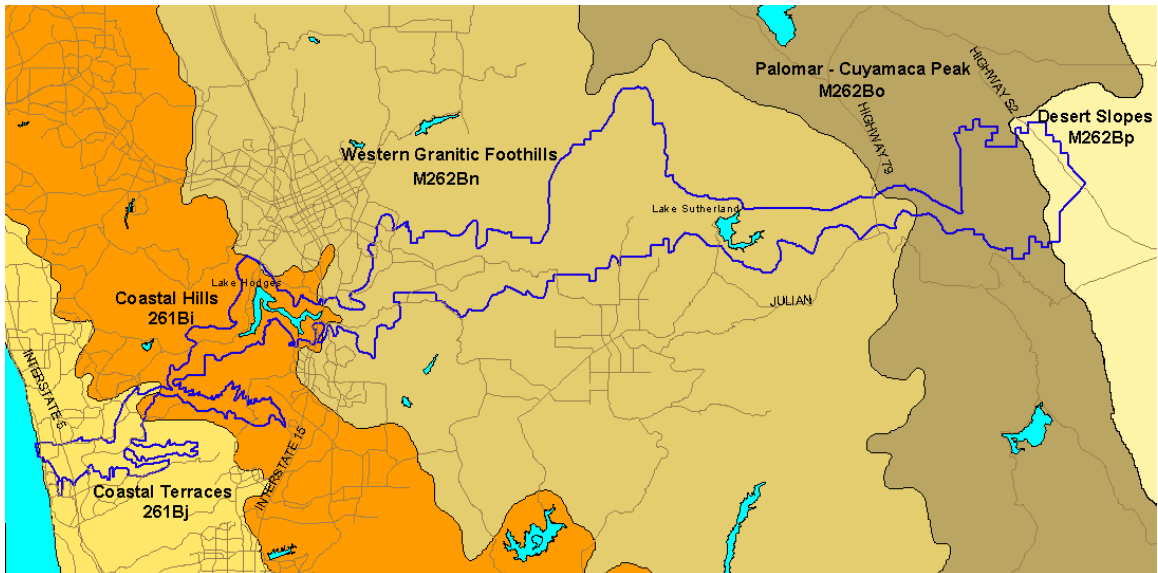 Palomar - Cuyamaca Peak
M262Bo
HIGHWAY S2
Desert Slopes
M262Bp
HIGHWAY 79
Western Granitic Foothills
M262Bn
Lake Sutherland
Lake Hodges
Coastal Hills
261Bi
JULIAN
INTERSTATE 5
INTERSTATE 15
Coastal Terraces
261Bj